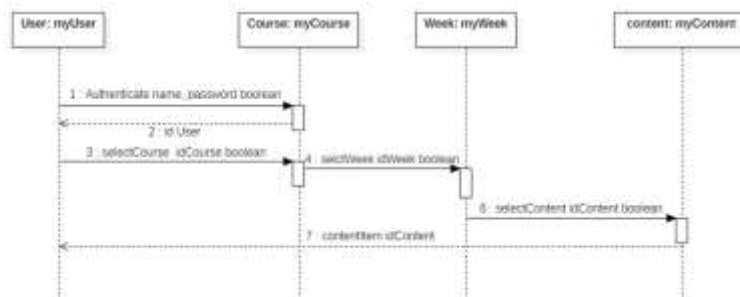 User: myUser
Course: myCourse
Week: myWeek
content: myContent
1 : Authenticate name_password boolean
2 : id User
3 : selectCourse idCourse boolean
4 : selctWeek idWeek boolean
6 : selectContent idContent boolean
7 : contentItem idContent